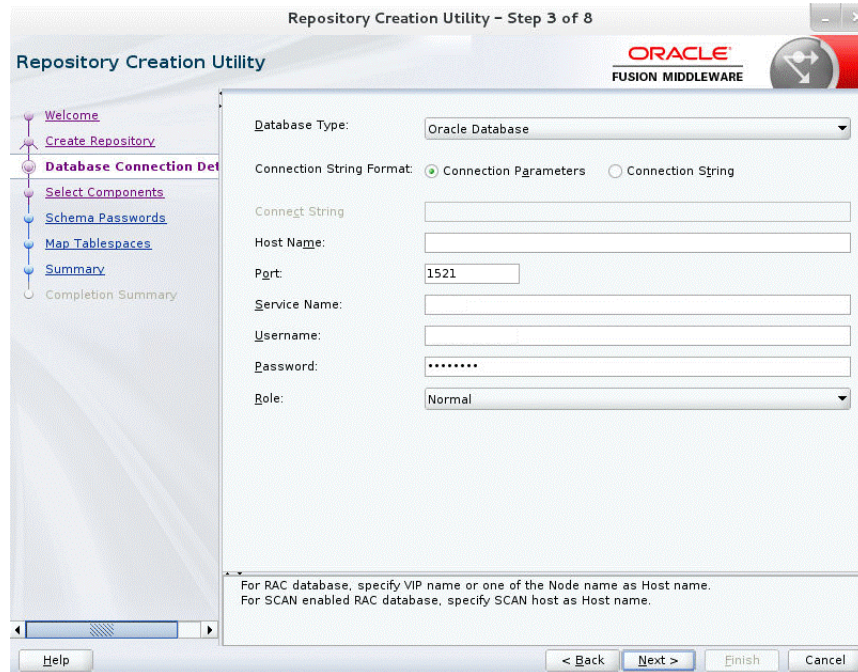 Repository Creation Utility - Step 3 of 8
Repository Creation Utility
ORACLE
FUSION MIDDLEWARE
Welcome
Create Repository
Database Connection Det
Select Components
Schema Passwords
Map Tablespaces
Summary
Completion Summary
Database Type: Oracle Database
Connection String Format: Connection Parameters Connection String
Connect String
Host Name:
Port: 1521
Service Name:
Username:
Password: ••••••••
Role: Normal
For RAC database, specify VIP name or one of the Node name as Host name.
For SCAN enabled RAC database, specify SCAN host as Host name.
Help < Back Next > Finish Cancel